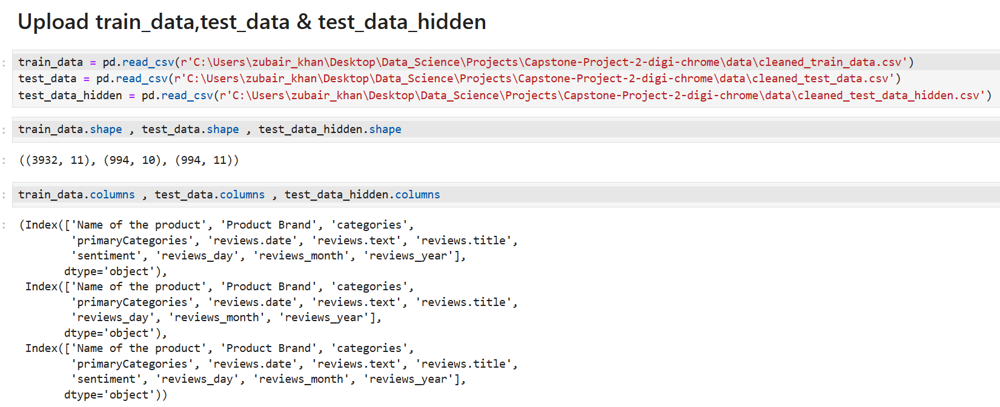 Upload train_data,test_data & test_data_hidden
: train_data = pd.read_csv(r'C:\Users\zubair_khan\Desktop\Data_Science\Projects\Capstone-Project-2-digi-chrome\data\cleaned_train_data.csv')
test_data = pd.read_csv(r'C:\Users\zubair_khan\Desktop\Data_Science\Projects\Capstone-Project-2-digi-chrome\data\cleaned_test_data.csv')
test_data_hidden = pd.read_csv(r'C:\Users\zubair_khan\Desktop\Data_Science\Projects\Capstone-Project-2-digi-chrome\data\cleaned_test_data_hidden.csv')
: train_data.shape , test_data.shape , test_data_hidden.shape
: ((3932, 11), (994, 10), (994, 11))
: train_data.columns , test_data.columns , test_data_hidden.columns
: (Index(['Name of the product', 'Product Brand', 'categories',
'primaryCategories', 'reviews.date', 'reviews.text', 'reviews.title',
'sentiment', 'reviews_day', 'reviews_month', 'reviews_year'],
dtype='object'),
Index(['Name of the product', 'Product Brand', 'categories',
'primaryCategories', 'reviews.date', 'reviews.text', 'reviews.title',
'reviews_day', 'reviews_month', 'reviews_year'],
dtype='object'),
Index(['Name of the product', 'Product Brand', 'categories',
'primaryCategories', 'reviews.date', 'reviews.text', 'reviews.title',
'sentiment', 'reviews_day', 'reviews_month', 'reviews_year'],
dtype='object'))